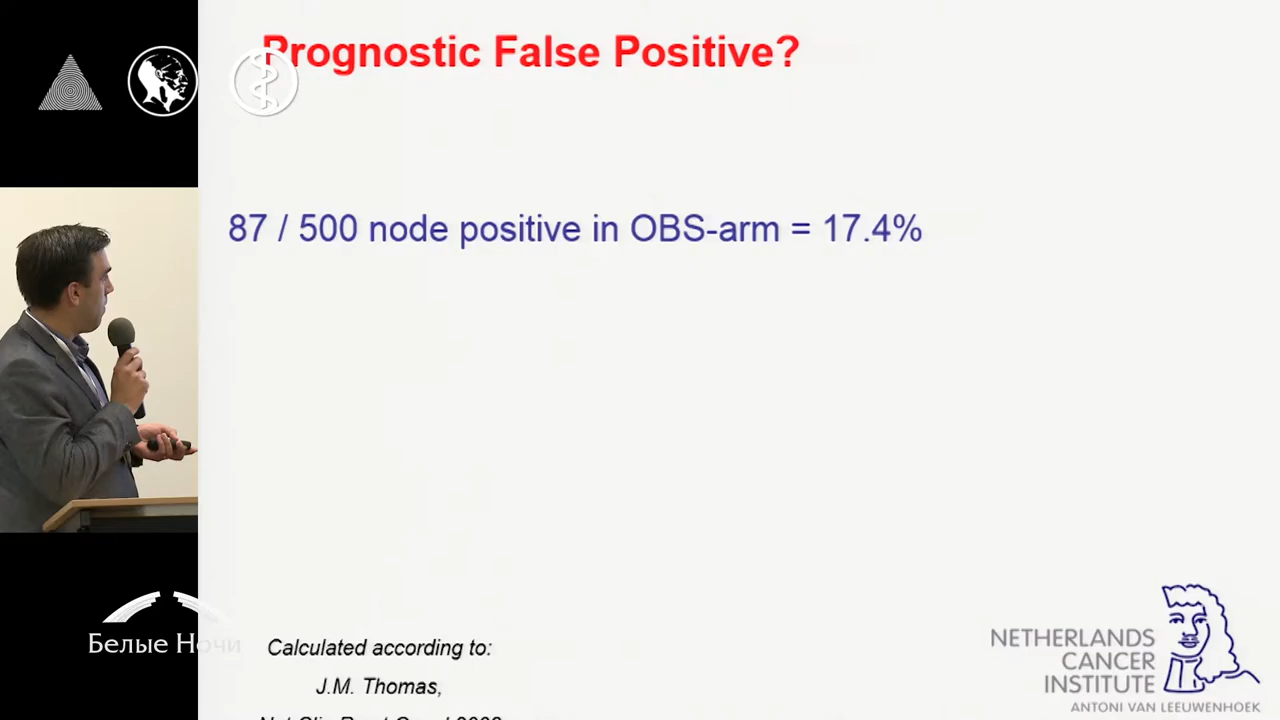 Prognostic False Positive?
87 / 500 node positive in OBS-arm = 17.4%
Белые Ночи
Calculated according to:
J.M. Thomas,
NETHERLANDS
CANCER
INSTITUTE
ANTONI VAN LEEUWENHOEK